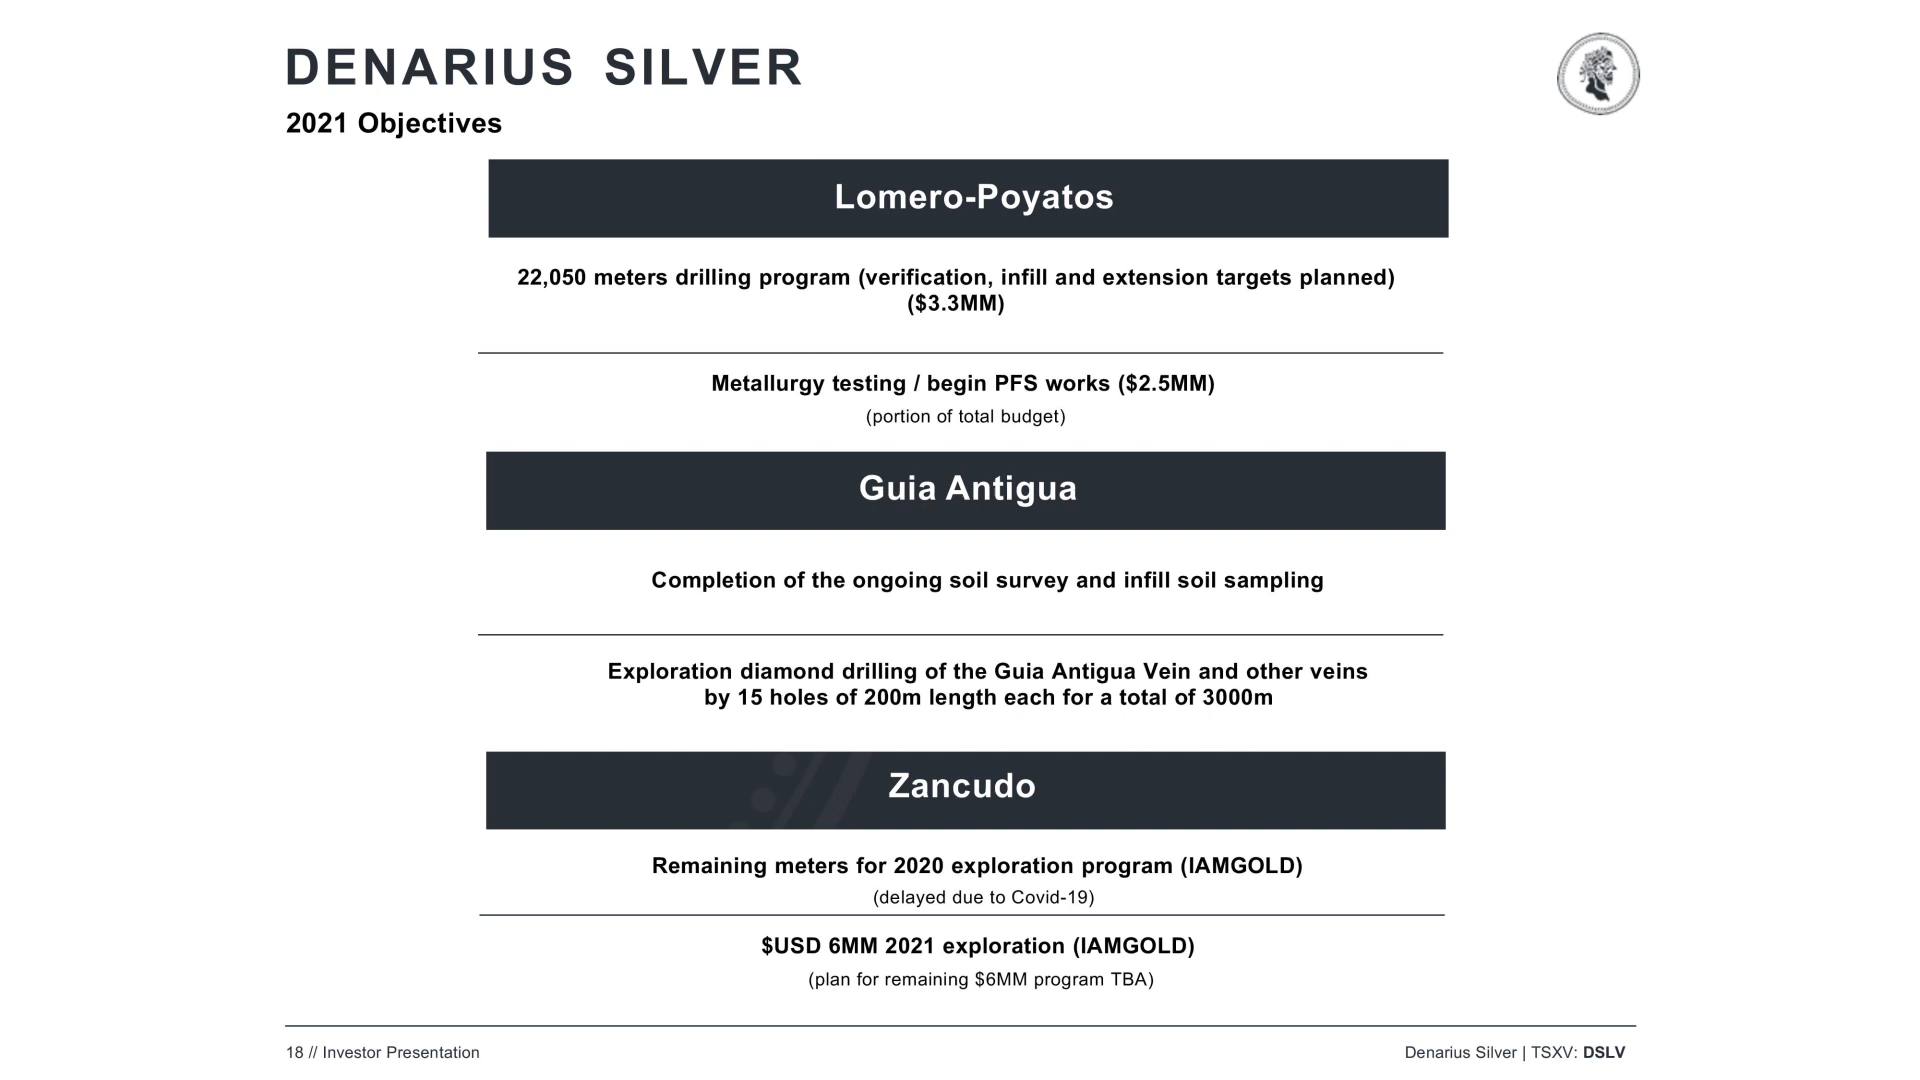 DENARIUS SILVER
2021 Objectives
Lomero-Poyatos
22,050 meters drilling program (verification, infill and extension targets planned)
($3.3MM)
Metallurgy testing / begin PFS works ($2.5MM)
(portion of total budget)
Guia Antigua
Completion of the ongoing soil survey and infill soil sampling
Exploration diamond drilling of the Guia Antigua Vein and other veins
by 15 holes of 200m length each for a total of 3000m
Zancudo
Remaining meters for 2020 exploration program (IAMGOLD)
(delayed due to Covid-19)
$USD 6MM 2021 exploration (IAMGOLD)
(plan for remaining $6MM program TBA)
18 // Investor Presentation
Denarius Silver | TSXV: DSLV